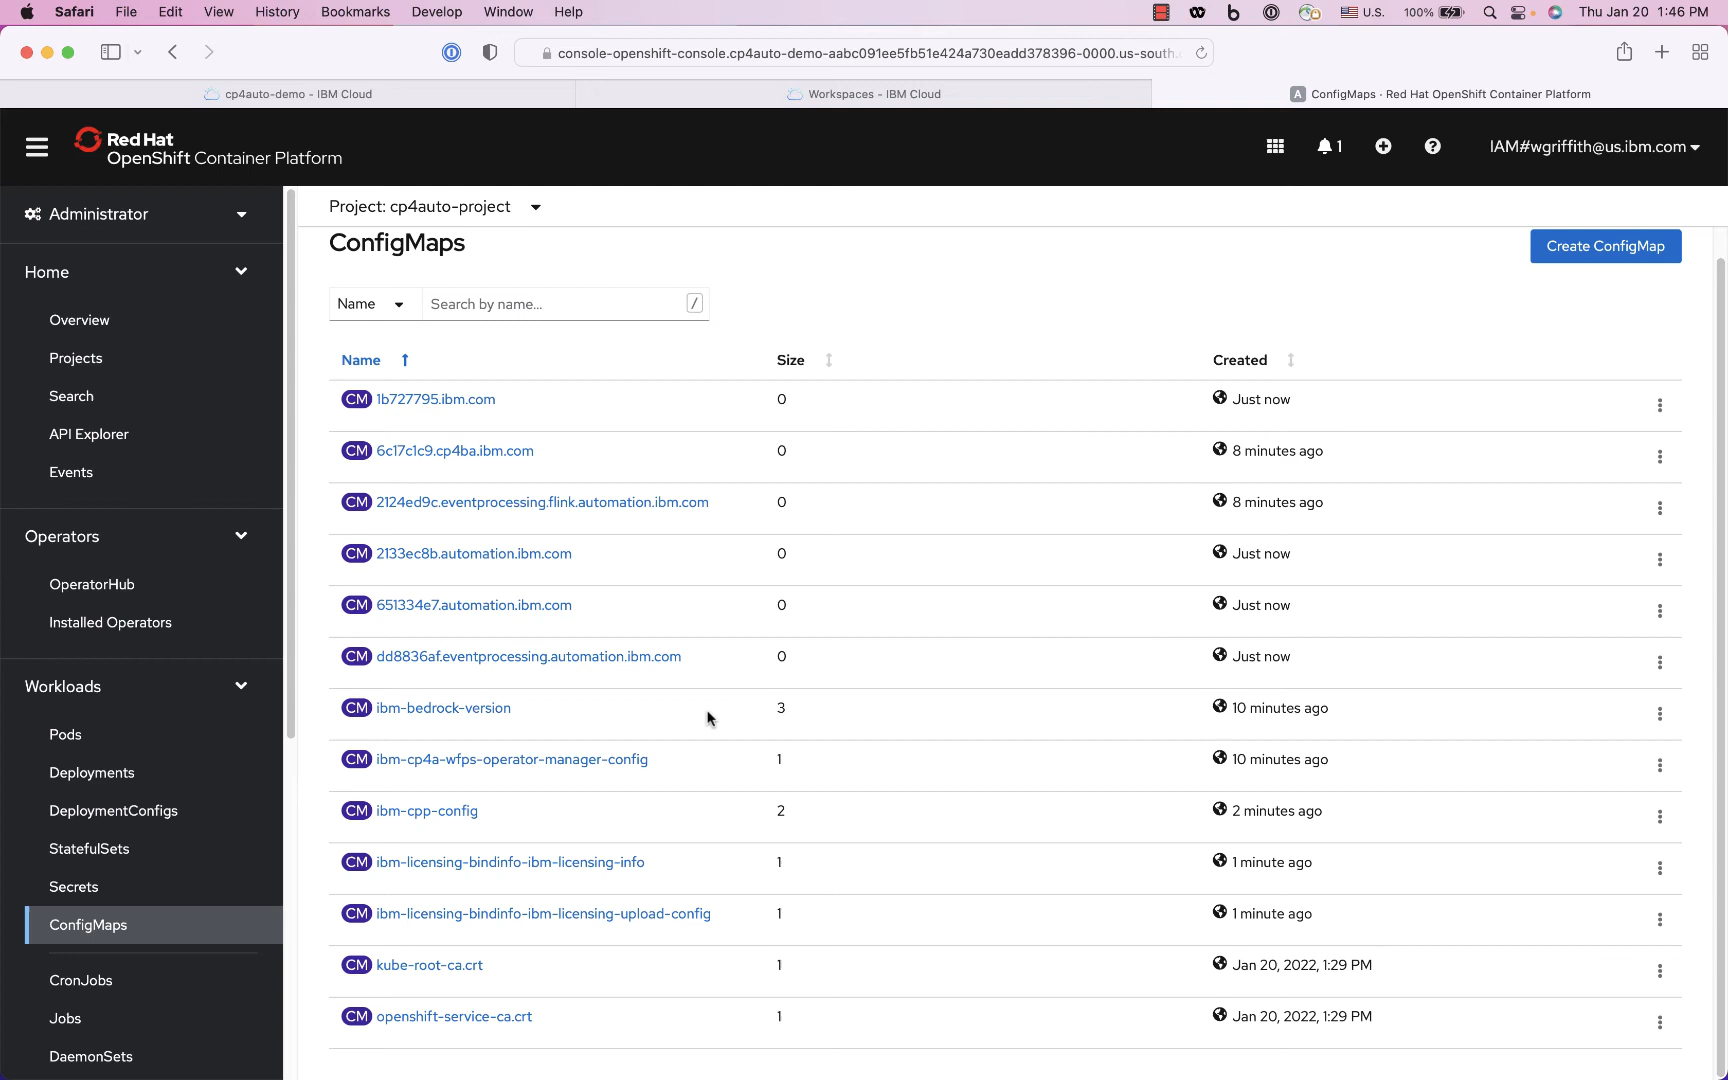 Safari File Edit View History Bookmarks Develop Window Help U.S. 100% Thu Jan 20 1:46 PM
console-openshift-console.cp4auto-demo-aabc091ee5fb51e424a730eadd378396-0000.us-south.
cp4auto-demo - IBM Cloud
Workspaces - IBM Cloud
A ConfigMaps · Red Hat OpenShift Container Platform
Red Hat
OpenShift Container Platform
1
IAM#wgriffith@us.ibm.com
Administrator
Home
Overview
Projects
Search
API Explorer
Events
Operators
OperatorHub
Installed Operators
Workloads
Pods
Deployments
DeploymentConfigs
StatefulSets
Secrets
ConfigMaps
CronJobs
Jobs
DaemonSets
Project: cp4auto-project
ConfigMaps
Create ConfigMap
Name Search by name... /
Name Size Created
CM 1b727795.ibm.com 0 Just now
CM 6c17c1c9.cp4ba.ibm.com 0 8 minutes ago
CM 2124ed9c.eventprocessing.flink.automation.ibm.com 0 8 minutes ago
CM 2133ec8b.automation.ibm.com 0 Just now
CM 651334e7.automation.ibm.com 0 Just now
CM dd8836af.eventprocessing.automation.ibm.com 0 Just now
CM ibm-bedrock-version 3 10 minutes ago
CM ibm-cp4a-wfps-operator-manager-config 1 10 minutes ago
CM ibm-cpp-config 2 2 minutes ago
CM ibm-licensing-bindinfo-ibm-licensing-info 1 1 minute ago
CM ibm-licensing-bindinfo-ibm-licensing-upload-config 1 1 minute ago
CM kube-root-ca.crt 1 Jan 20, 2022, 1:29 PM
CM openshift-service-ca.crt 1 Jan 20, 2022, 1:29 PM